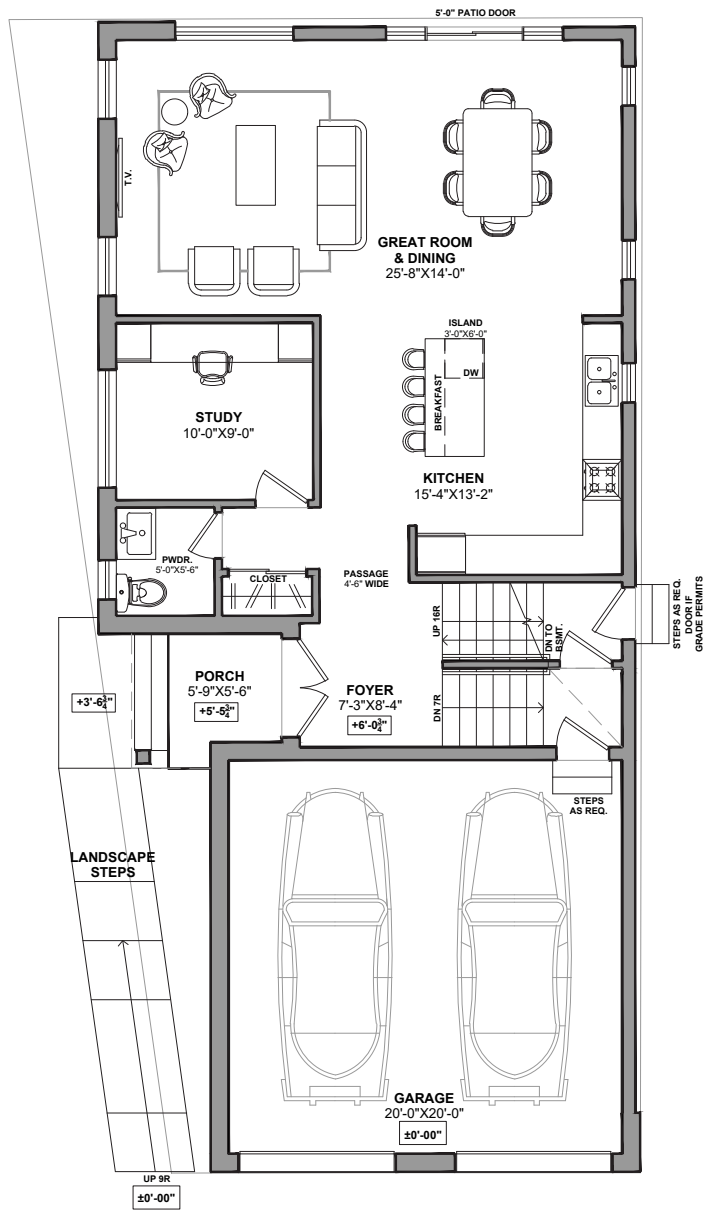 5'-0" PATIO DOOR
T.V.
GREAT ROOM
& DINING
25'-8"X14'-0"
ISLAND
3'-0"X6'-0"
DW
BREAKFAST
STUDY
10'-0"X9'-0"
KITCHEN
15'-4"X13'-2"
PWDR.
5'-0"X5'-6"
CLOSET
PASSAGE
4'-6" WIDE
UP 16R
DN TO
BSMT.
STEPS AS REQ.
DOOR IF
GRADE PERMITS
PORCH
5'-9"X5'-6"
+5'-5¾"
+3'-6¾"
FOYER
7'-3"X8'-4"
+6'-0¾"
DN 7R
STEPS
AS REQ.
LANDSCAPE
STEPS
GARAGE
20'-0"X20'-0"
±0'-00"
UP 9R
±0'-00"